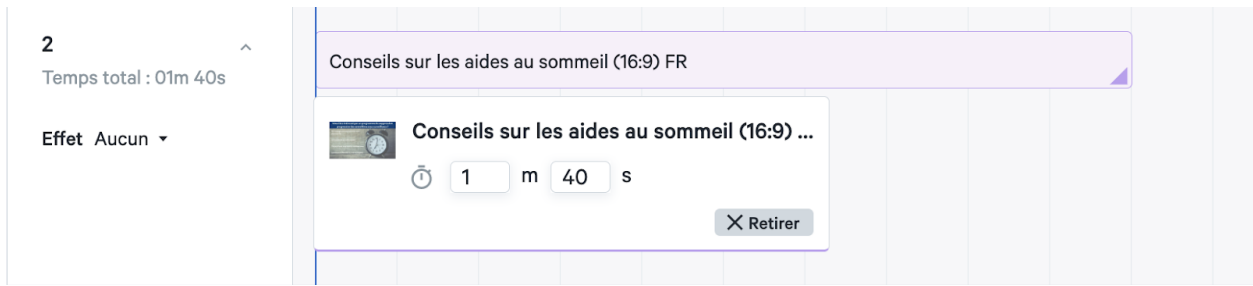 2
Temps total : 01m 40s
Effet Aucun
Conseils sur les aides au sommeil (16:9) FR
Conseils sur les aides au sommeil (16:9) ...
1 m 40 s
Retirer